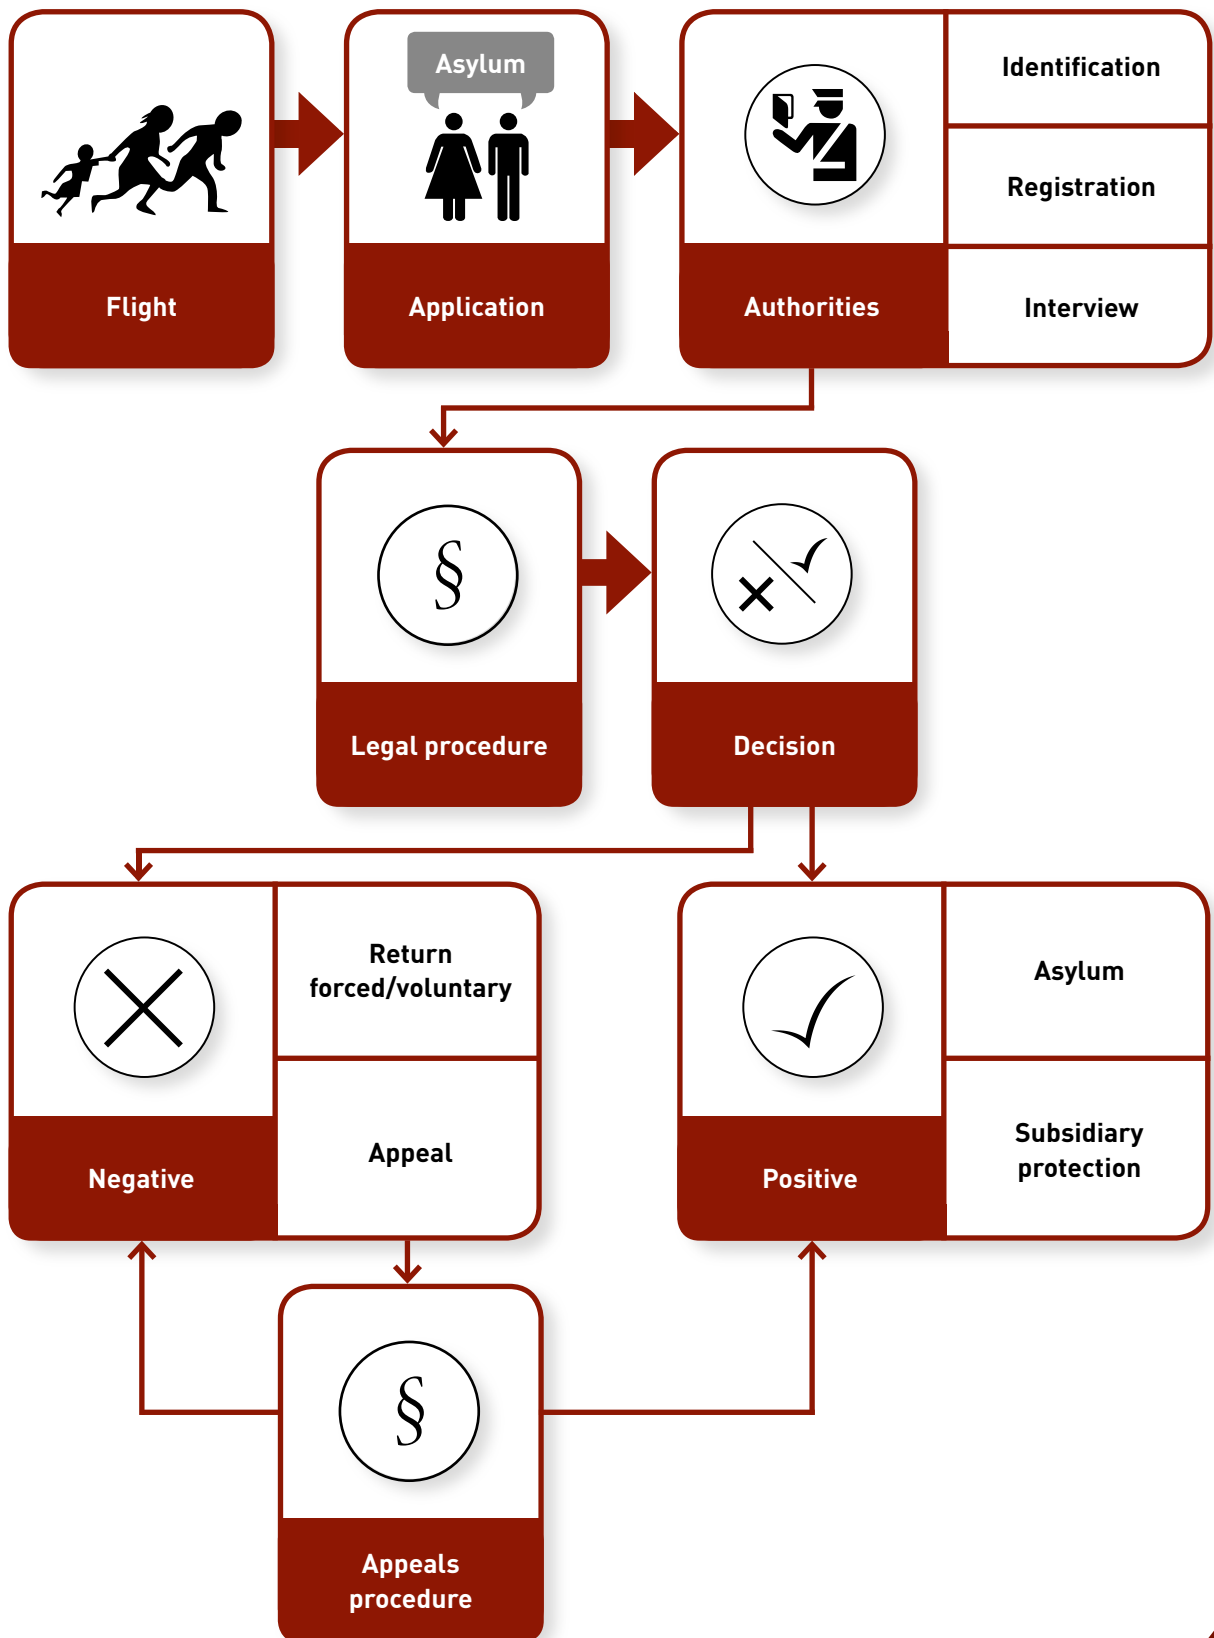 Asylum
Flight
Application
Authorities
Identification
Registration
Interview
§
Legal procedure
Decision
Negative
Return
forced/voluntary
Appeal
Positive
Asylum
Subsidiary
protection
§
Appeals
procedure